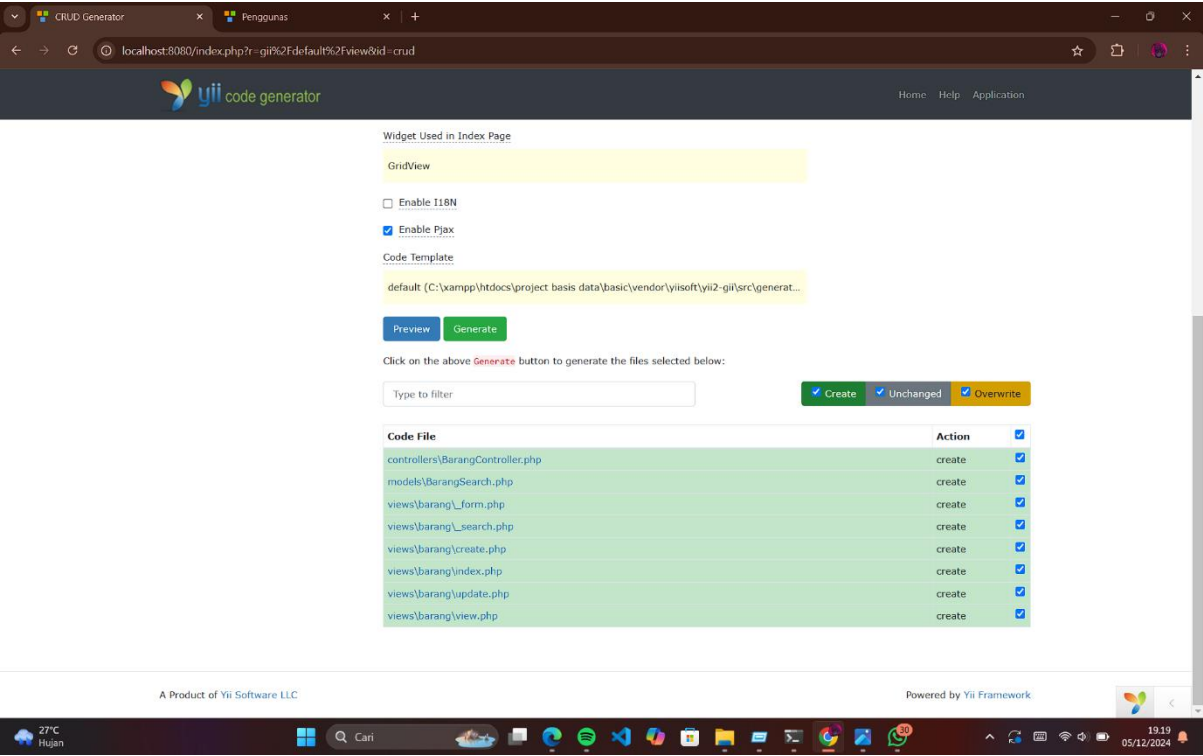 CRUD Generator
Penggunas
localhost:8080/index.php?r=gii%2Fdefault%2Fview&id=crud
yii code generator
Home Help Application
Widget Used in Index Page
GridView
Enable I18N
Enable Pjax
Code Template
default (C:\xampp\htdocs\project basis data\basic\vendor\yiisoft\yii2-gii\src\generat...
Preview Generate
Click on the above Generate button to generate the files selected below:
Type to filter
Create Unchanged Overwrite
Code File Action
controllers\BarangController.php create
models\BarangSearch.php create
views\barang\_form.php create
views\barang\_search.php create
views\barang\create.php create
views\barang\index.php create
views\barang\update.php create
views\barang\view.php create
A Product of Yii Software LLC
Powered by Yii Framework
27°C
Hujan
Cari
30
19.19
05/12/2024